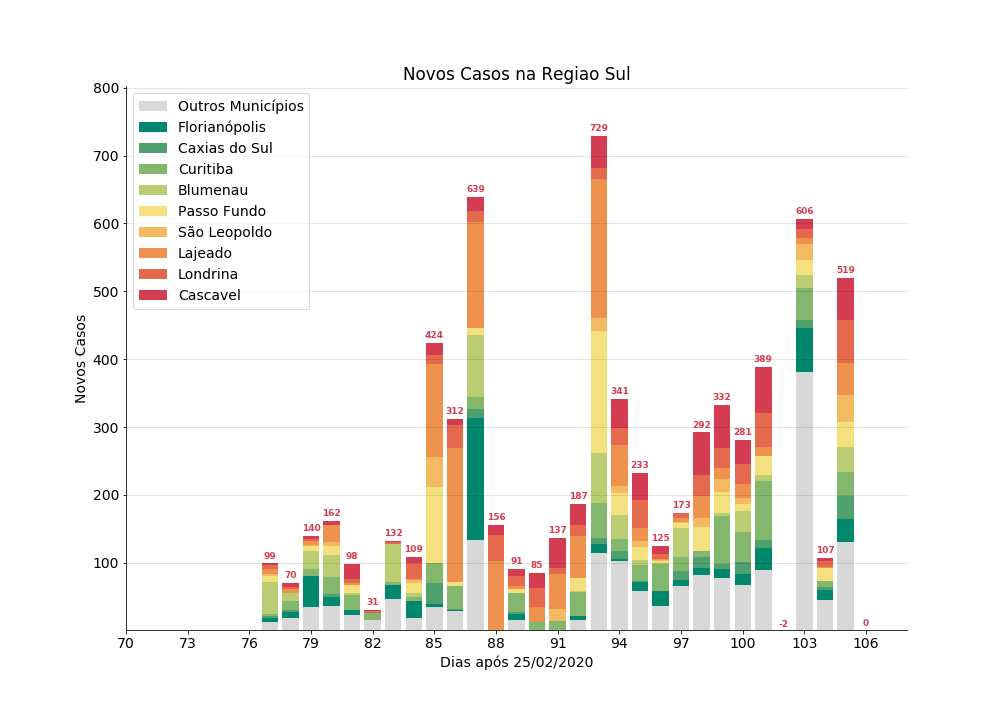 Novos Casos na Regiao Sul
Novos Casos
800
700
600
500
400
300
200
100
Outros Municípios
Florianópolis
Caxias do Sul
Curitiba
Blumenau
Passo Fundo
São Leopoldo
Lajeado
Londrina
Cascavel
99
70
140
162
98
31
132
109
424
312
639
156
91
85
137
187
729
341
233
125
173
292
332
281
389
-2
606
107
519
0
70 73 76 79 82 85 88 91 94 97 100 103 106
Dias após 25/02/2020